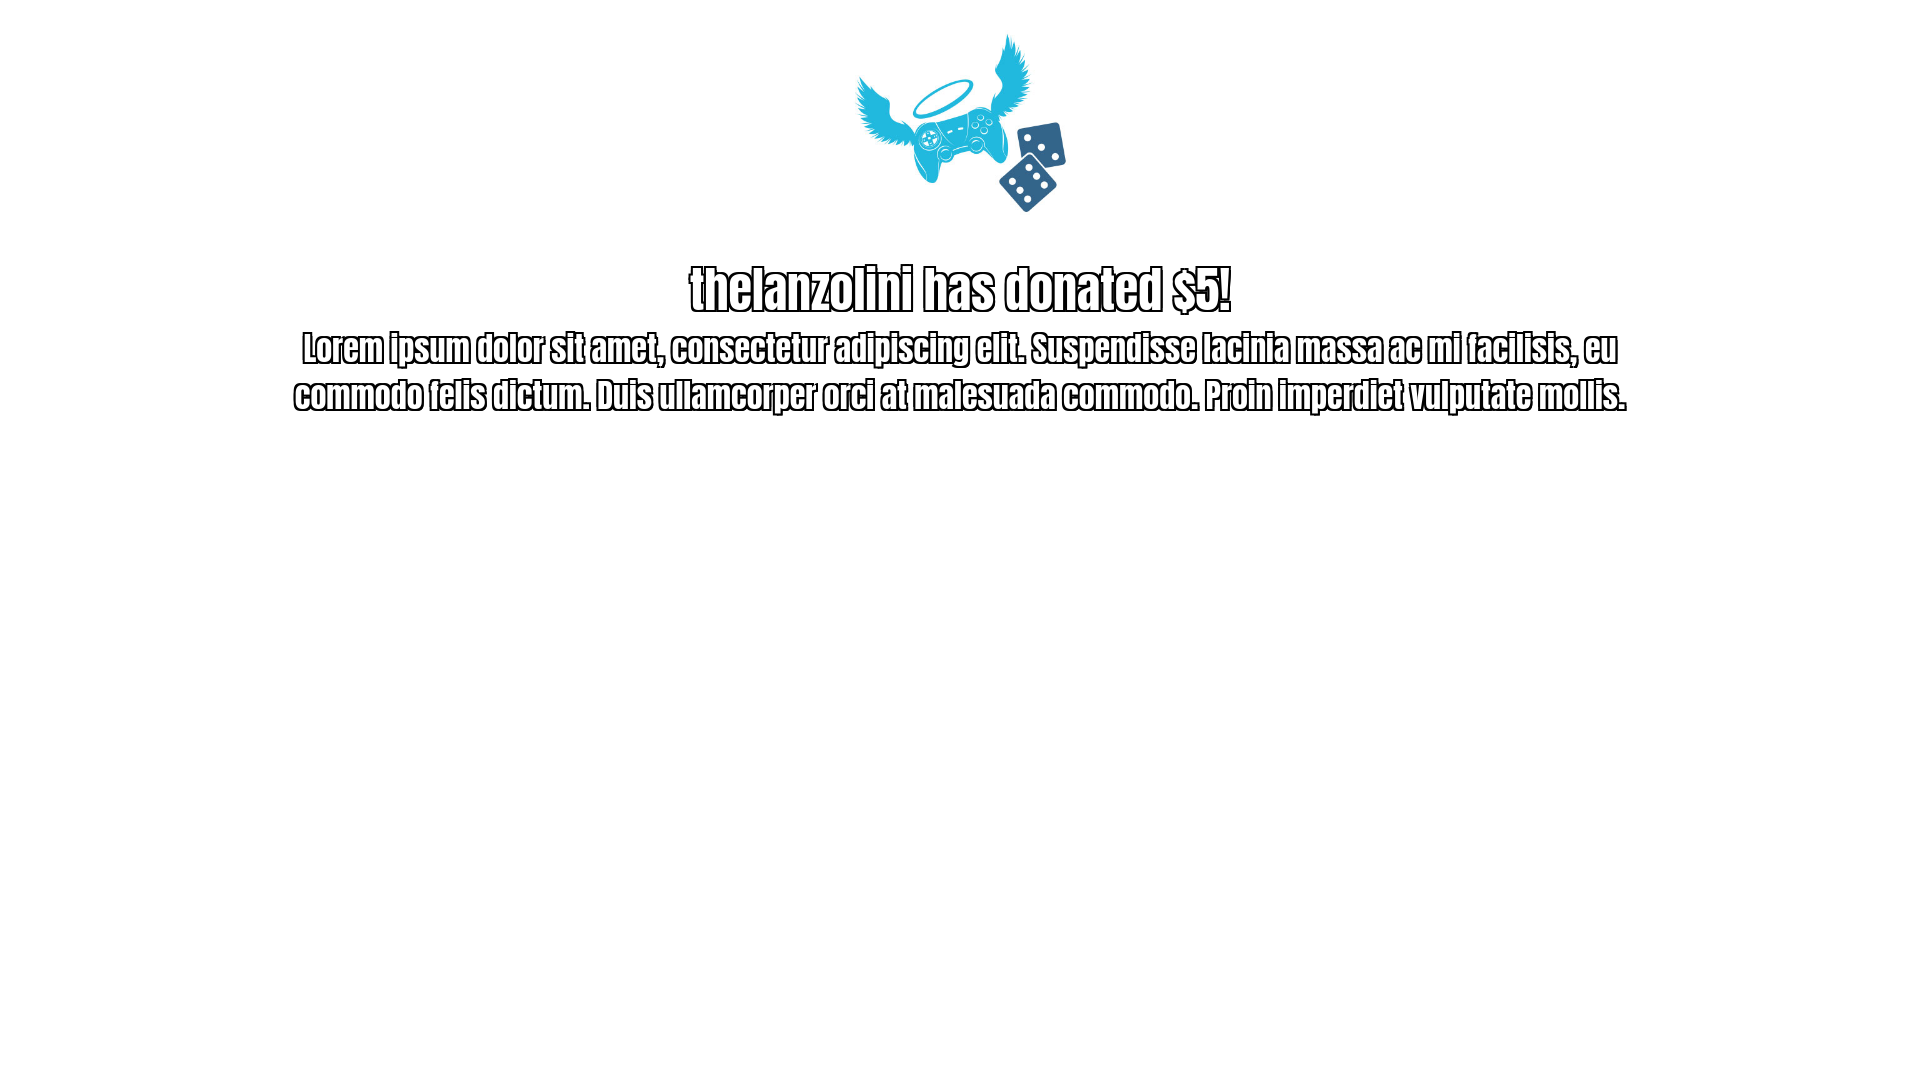 thelanzolini has donated $5!
Lorem ipsum dolor sit amet, consectetur adipiscing elit. Suspendisse lacinia massa ac mi facilisis, eu
commodo felis dictum. Duis ullamcorper orci at malesuada commodo. Proin imperdiet vulputate mollis.